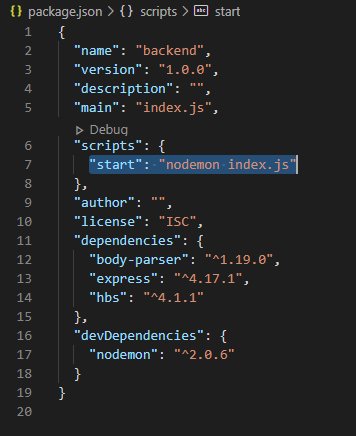 {} package.json > {} scripts > abc start
1 {
2 "name": "backend",
3 "version": "1.0.0",
4 "description": "",
5 "main": "index.js",
Debug
6 "scripts": {
7 "start": "nodemon index.js"
8 },
9 "author": "",
10 "license": "ISC",
11 "dependencies": {
12 "body-parser": "^1.19.0",
13 "express": "^4.17.1",
14 "hbs": "^4.1.1"
15 },
16 "devDependencies": {
17 "nodemon": "^2.0.6"
18 }
19 }
20